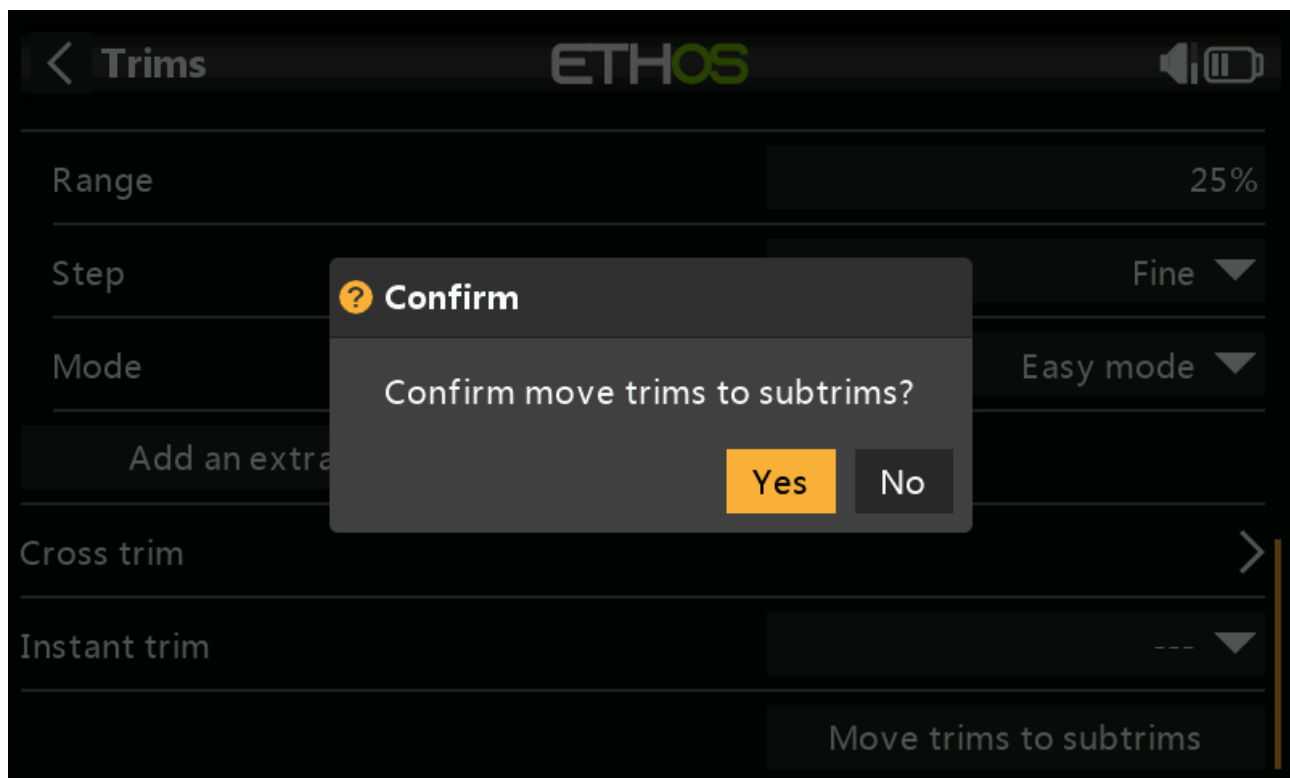 Trims
ETHOS
Range
25%
Step
Fine
Confirm
Mode
Easy mode
Confirm move trims to subtrims?
Add an extra
Yes
No
Cross trim
Instant trim
---
Move trims to subtrims